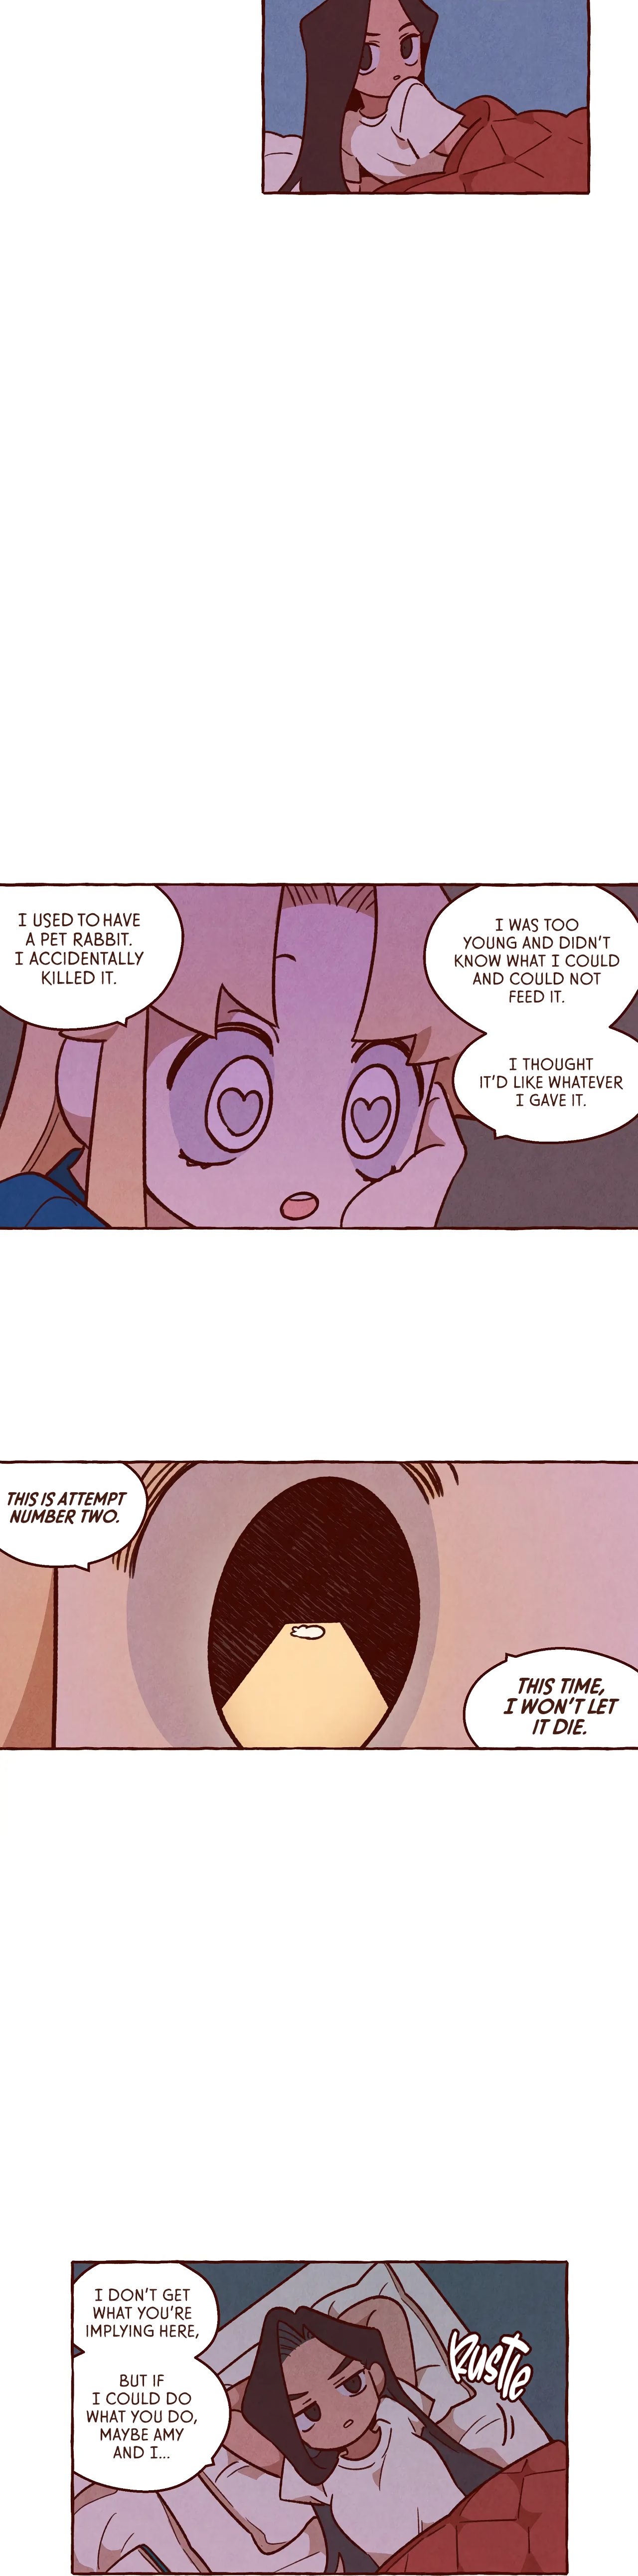 I USED TO HAVE
A PET RABBIT.
I ACCIDENTALLY
KILLED IT.
I WAS TOO
YOUNG AND DIDN'T
KNOW WHAT I COULD
AND COULD NOT
FEED IT.
I THOUGHT
IT'D LIKE WHATEVER
I GAVE IT.
THIS IS ATTEMPT
NUMBER TWO.
THIS TIME,
I WON'T LET
IT DIE.
I DON'T GET
WHAT YOU'RE
IMPLYING HERE,
BUT IF
I COULD DO
WHAT YOU DO,
MAYBE AMY
AND I...
RUSTLE